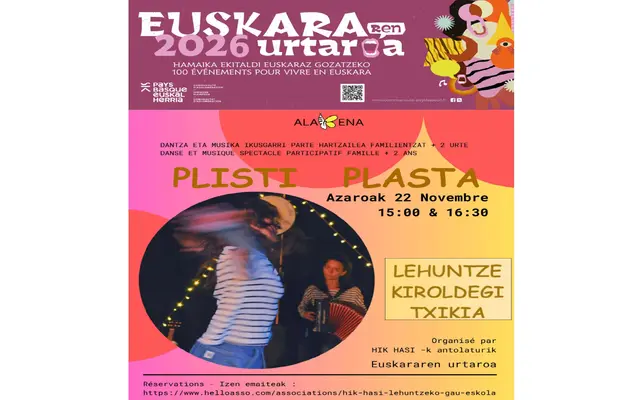 EUSKARAREN
2026 urtaroa
HAMAIKA EKITALDI EUSKARAZ GOZATZEKO
100 ÉVÉNEMENTS POUR VIVRE EN EUSKARA
PAYS
BASQUE
EUSKAL
HERRIA
ALA ENA
DANTZA ETA MUSIKA IKUSGARRI PARTE HARTZAILEA FAMILIENTZAT + 2 URTE
DANSE ET MUSIQUE SPECTACLE PARTICIPATIF FAMILLE + 2 ANS
PLISTI PLASTA
Azaroak 22 Novembre
15:00 & 16:30
LEHUNTZE
KIROLDEGI
TXIKIA
Organisé par
HIK HASI -k antolaturik
Euskararen urtaroa
Réservations - Izen emaiteak :
https://www.helloasso.com/associations/hik-hasi-lehuntzeko-gau-eskola